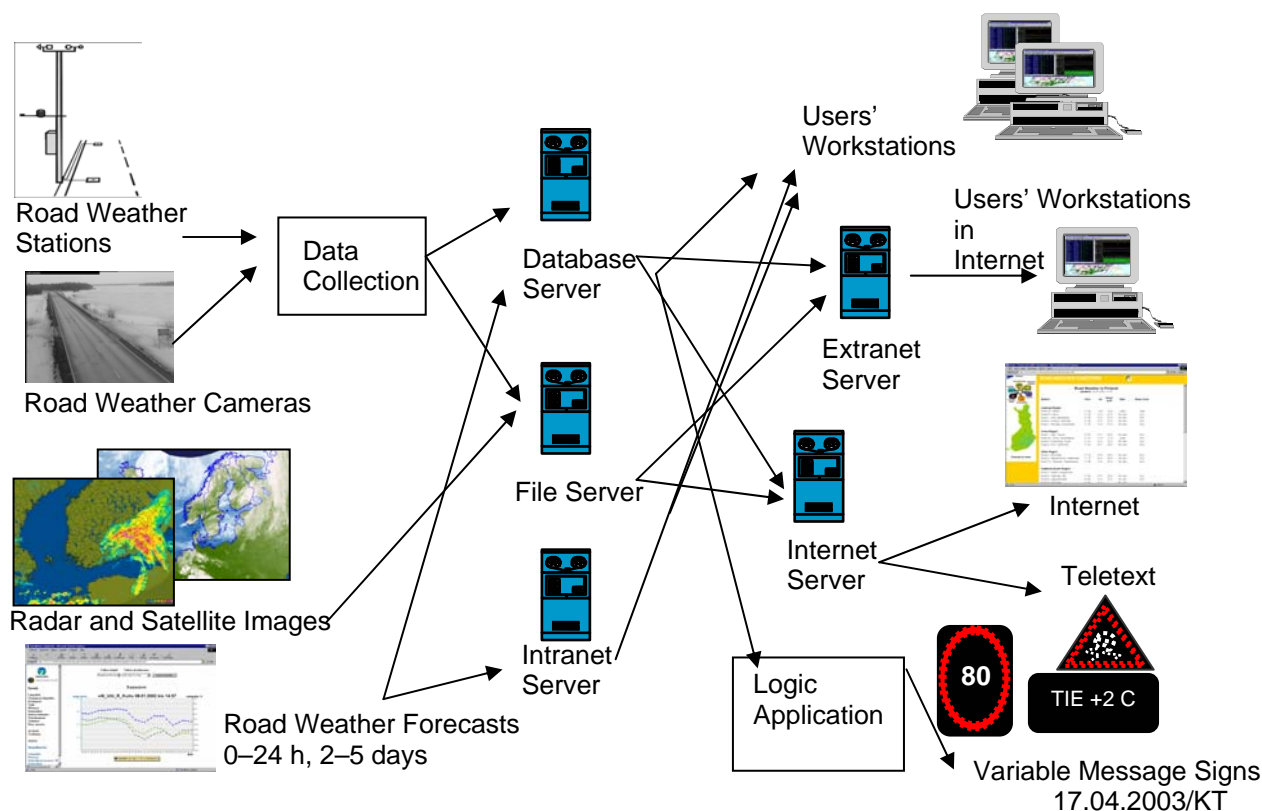 Road Weather
Stations
Road Weather Cameras
Radar and Satellite Images
Road Weather Forecasts
0–24 h, 2–5 days
Data
Collection
Database
Server
File Server
Intranet
Server
Users'
Workstations
Extranet
Server
Internet
Server
Logic
Application
Users' Workstations
in
Internet
Internet
Teletext
80
TIE +2 C
Variable Message Signs
17.04.2003/KT